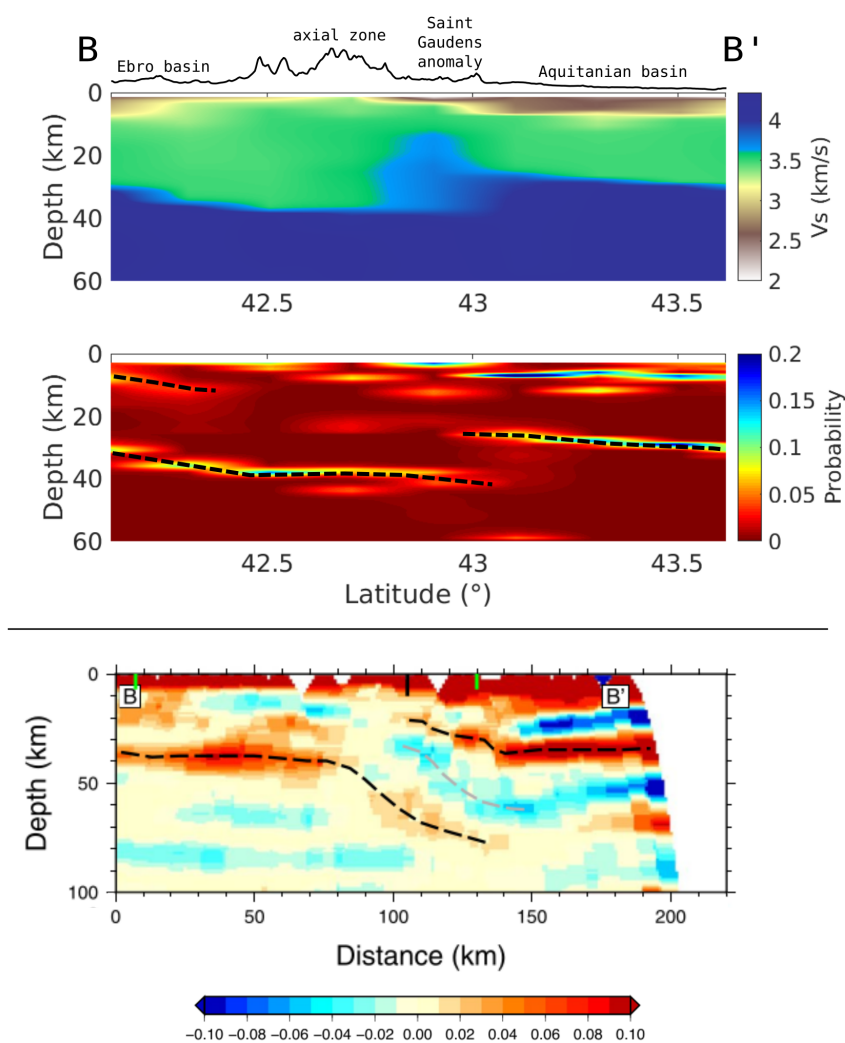 B
Ebro basin
axial zone
Saint
Gaudens
anomaly
Aquitanian basin
B'
0
20
40
60
Depth (km)
42.5
43
43.5
4
3.5
3
2.5
2
Vs (km/s)
0
20
40
60
Depth (km)
42.5
43
43.5
Latitude (°)
0.2
0.15
0.1
0.05
0
Probability
B
B'
0
50
100
Depth (km)
0
50
100
150
200
Distance (km)
−0.10 −0.08 −0.06 −0.04 −0.02 0.00 0.02 0.04 0.06 0.08 0.10